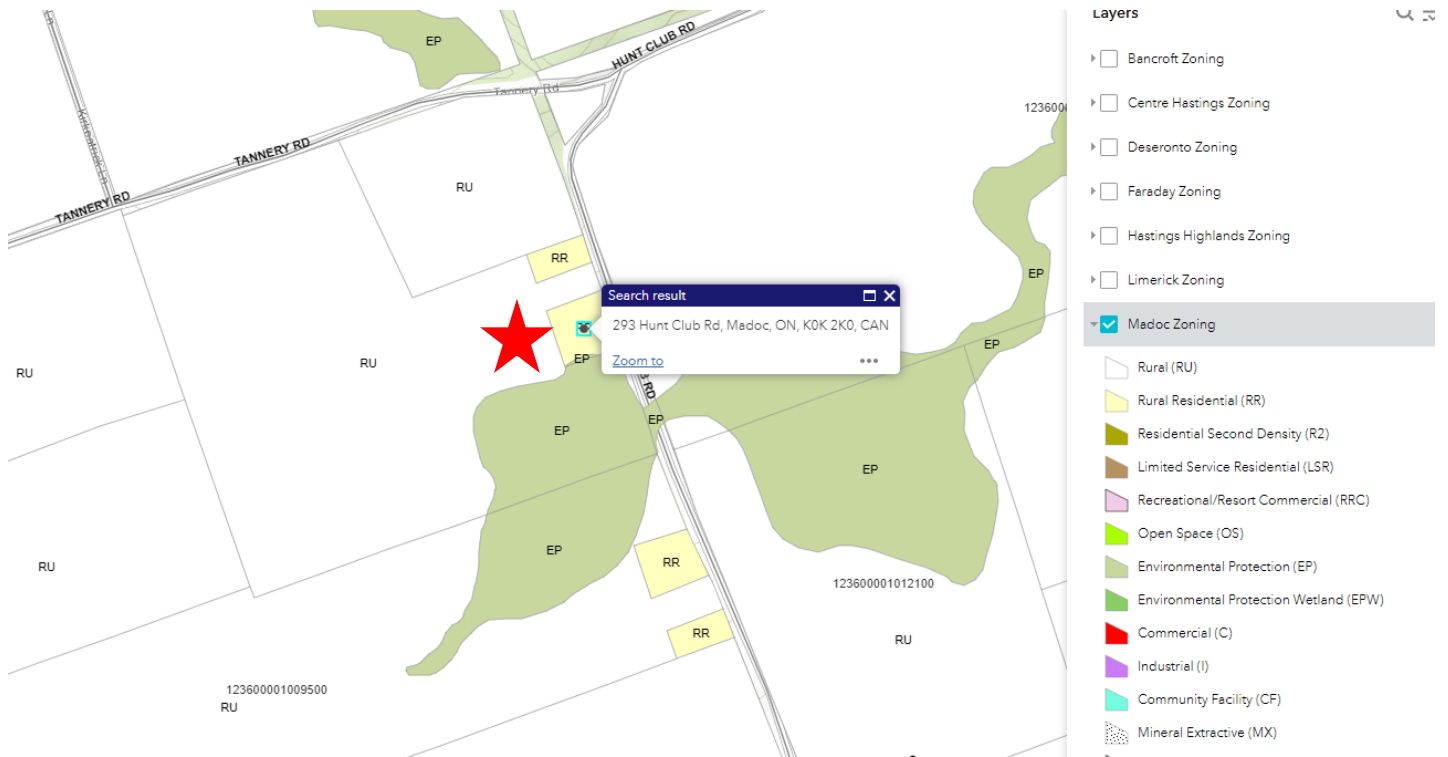 Layers
EP
HUNT CLUB RD
Tannery Rd
Kirkpatrick Ln
TANNERY RD
TANNERY RD
RU
RR
EP
Search result
293 Hunt Club Rd, Madoc, ON, K0K 2K0, CAN
Zoom to
EP
EP
RU
RU
EP
EP
EP
RD
EP
RU
RR
123600001012100
RR
RU
123600001009500
RU
Bancroft Zoning
Centre Hastings Zoning
Deseronto Zoning
Faraday Zoning
Hastings Highlands Zoning
Limerick Zoning
Madoc Zoning
Rural (RU)
Rural Residential (RR)
Residential Second Density (R2)
Limited Service Residential (LSR)
Recreational/Resort Commercial (RRC)
Open Space (OS)
Environmental Protection (EP)
Environmental Protection Wetland (EPW)
Commercial (C)
Industrial (I)
Community Facility (CF)
Mineral Extractive (MX)